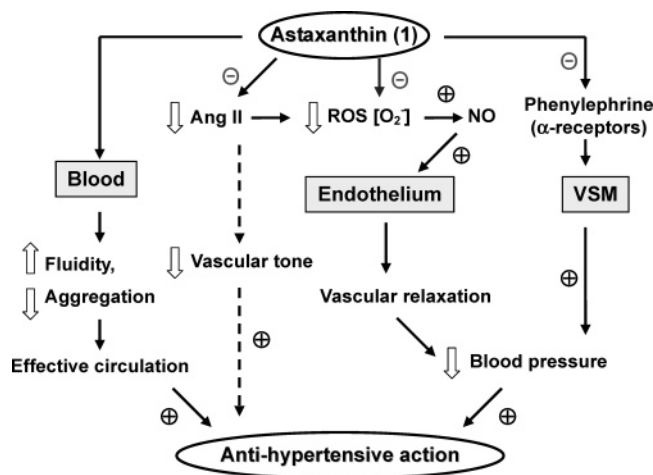 Astaxanthin (1)
⊖
⊖
⊖
Ang II
ROS [O₂⁻]
⊕
NO
Phenylephrine
(α-receptors)
⊕
Blood
Endothelium
VSM
Fluidity,
Aggregation
Vascular tone
Vascular relaxation
⊕
⊕
Effective circulation
Blood pressure
⊕
⊕
Anti-hypertensive action